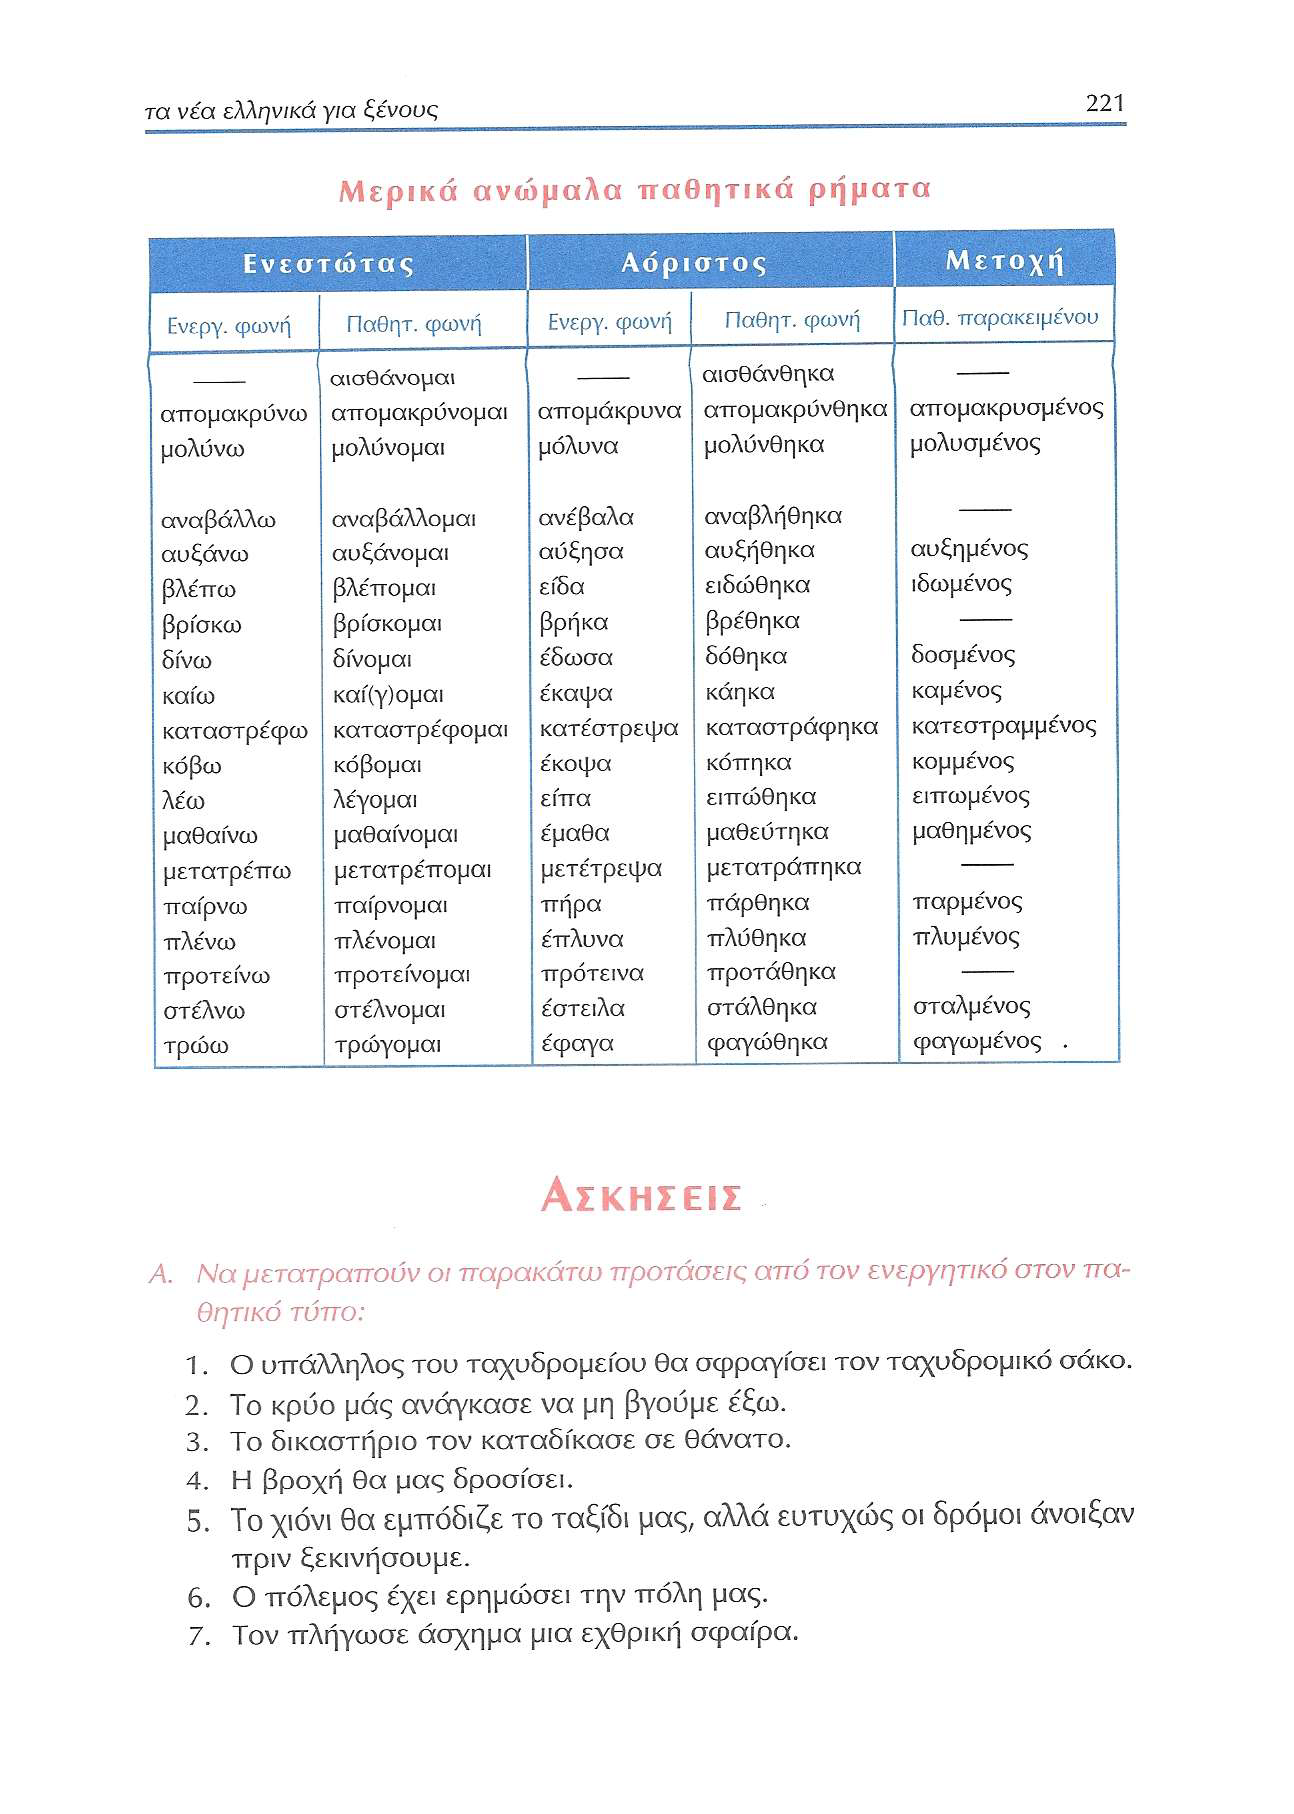 τα νέα ελληνικά για ξένους 221
Μερικά ανώμαλα παθητικά ρήματα
Ενεστώτας Αόριστος Μετοχή
Ενεργ. φωνή Παθητ. φωνή Ενεργ. φωνή Παθητ. φωνή Παθ. παρακειμένου
—— αισθάνομαι —— αισθάνθηκα ——
απομακρύνω απομακρύνομαι απομάκρυνα απομακρύνθηκα απομακρυσμένος
μολύνω μολύνομαι μόλυνα μολύνθηκα μολυσμένος
αναβάλλω αναβάλλομαι ανέβαλα αναβλήθηκα ——
αυξάνω αυξάνομαι αύξησα αυξήθηκα αυξημένος
βλέπω βλέπομαι είδα ειδώθηκα ιδωμένος
βρίσκω βρίσκομαι βρήκα βρέθηκα ——
δίνω δίνομαι έδωσα δόθηκα δοσμένος
καίω καί(γ)ομαι έκαψα κάηκα καμένος
καταστρέφω καταστρέφομαι κατέστρεψα καταστράφηκα κατεστραμμένος
κόβω κόβομαι έκοψα κόπηκα κομμένος
λέω λέγομαι είπα ειπώθηκα ειπωμένος
μαθαίνω μαθαίνομαι έμαθα μαθεύτηκα μαθημένος
μετατρέπω μετατρέπομαι μετέτρεψα μετατράπηκα ——
παίρνω παίρνομαι πήρα πάρθηκα παρμένος
πλένω πλένομαι έπλυνα πλύθηκα πλυμένος
προτείνω προτείνομαι πρότεινα προτάθηκα ——
στέλνω στέλνομαι έστειλα στάλθηκα σταλμένος
τρώω τρώγομαι έφαγα φαγώθηκα φαγωμένος .
ΑΣΚΗΣΕΙΣ
Α. Να μετατραπούν οι παρακάτω προτάσεις από τον ενεργητικό στον πα-
θητικό τύπο:
1. Ο υπάλληλος του ταχυδρομείου θα σφραγίσει τον ταχυδρομικό σάκο.
2. Το κρύο μάς ανάγκασε να μη βγούμε έξω.
3. Το δικαστήριο τον καταδίκασε σε θάνατο.
4. Η βροχή θα μας δροσίσει.
5. Το χιόνι θα εμπόδιζε το ταξίδι μας, αλλά ευτυχώς οι δρόμοι άνοιξαν
πριν ξεκινήσουμε.
6. Ο πόλεμος έχει ερημώσει την πόλη μας.
7. Τον πλήγωσε άσχημα μια εχθρική σφαίρα.